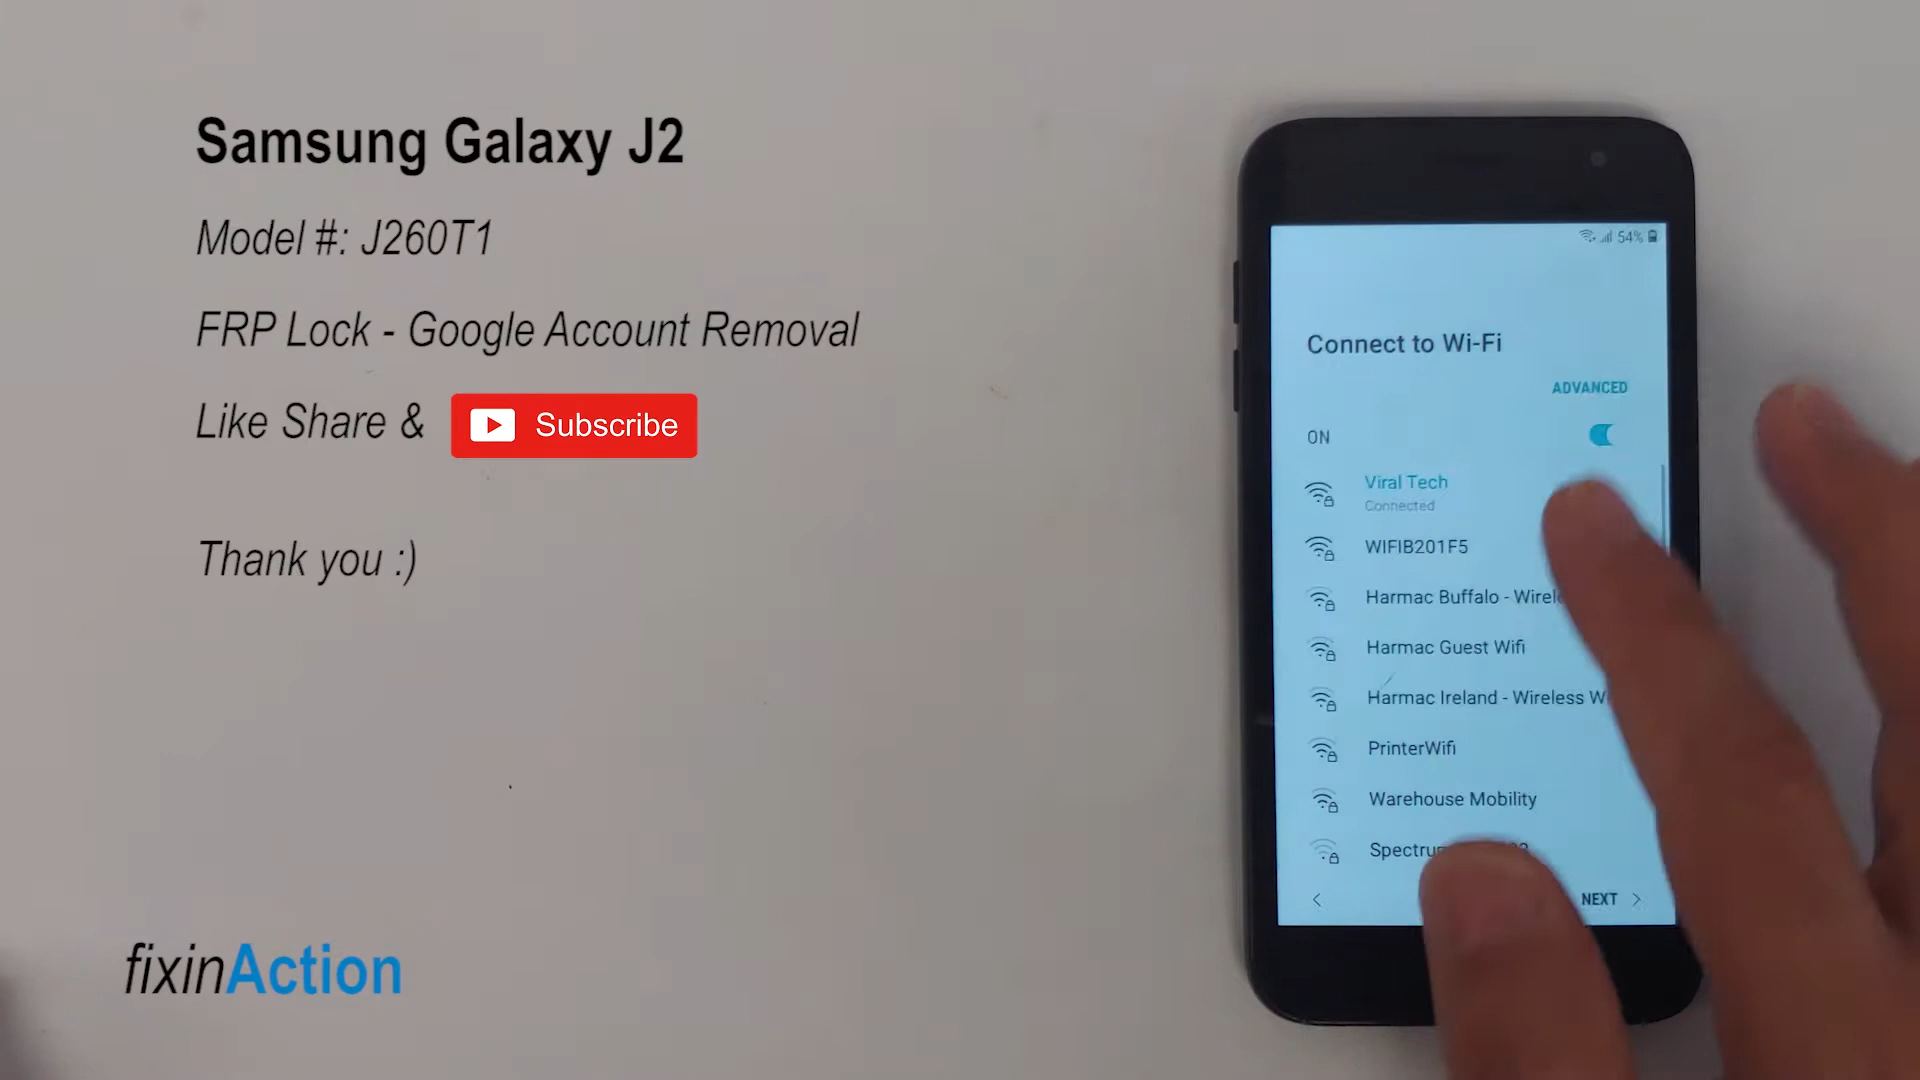 Samsung Galaxy J2
Model #: J260T1
FRP Lock - Google Account Removal
Like Share & Subscribe
Thank you :)
fixinAction
54%
Connect to Wi-Fi
ADVANCED
ON
Viral Tech
Connected
WIFIB201F5
Harmac Buffalo -
Harmac Guest Wifi
Harmac Ireland - Wireless
PrinterWifi
Warehouse Mobility
NEXT